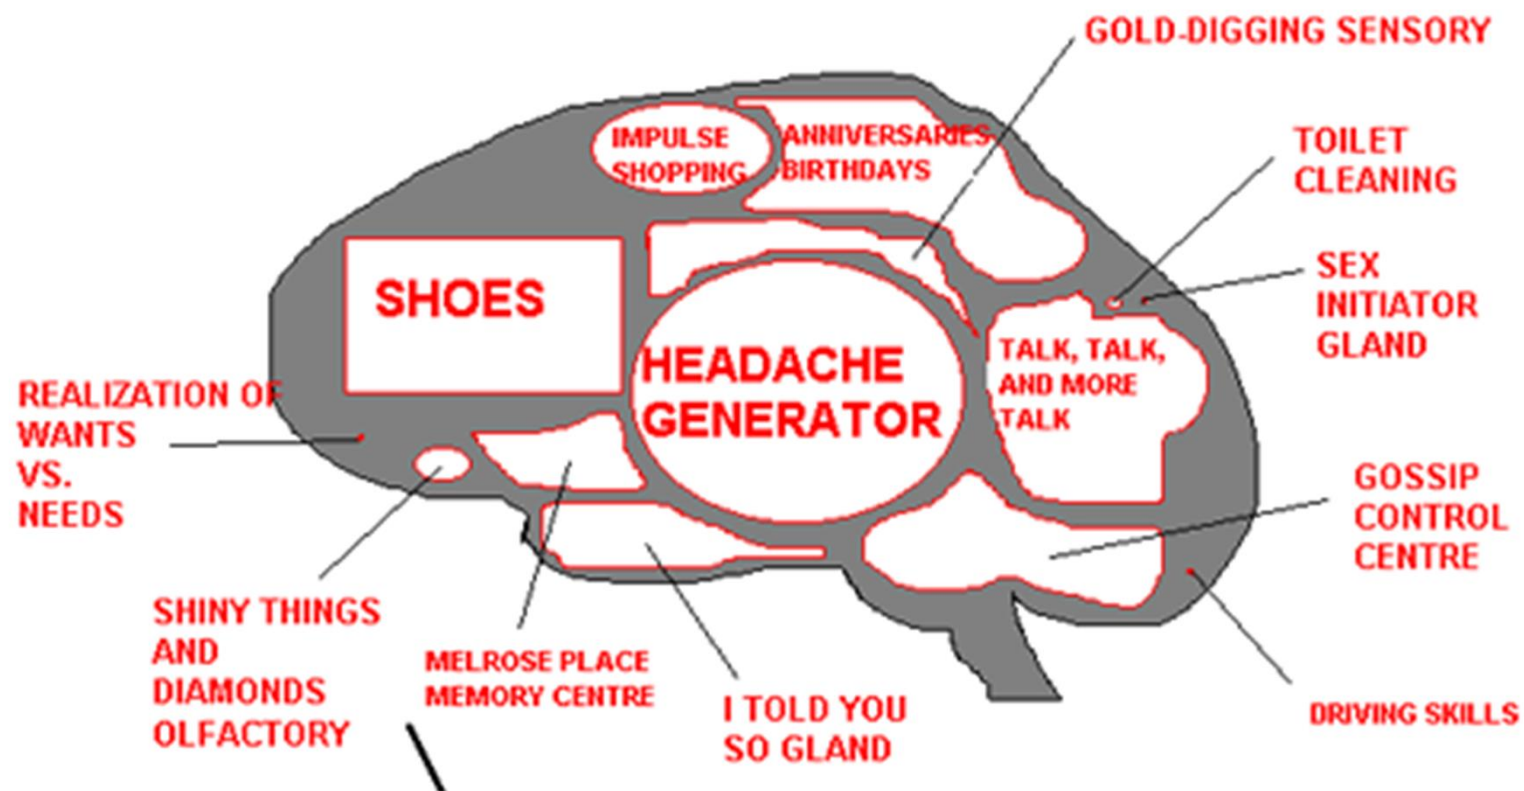 GOLD-DIGGING SENSORY
IMPULSE
SHOPPING
ANNIVERSARIES
BIRTHDAYS
TOILET
CLEANING
SEX
INITIATOR
GLAND
SHOES
HEADACHE
GENERATOR
TALK, TALK,
AND MORE
TALK
REALIZATION OF
WANTS
VS.
NEEDS
GOSSIP
CONTROL
CENTRE
SHINY THINGS
AND
DIAMONDS
OLFACTORY
MELROSE PLACE
MEMORY CENTRE
I TOLD YOU
SO GLAND
DRIVING SKILLS